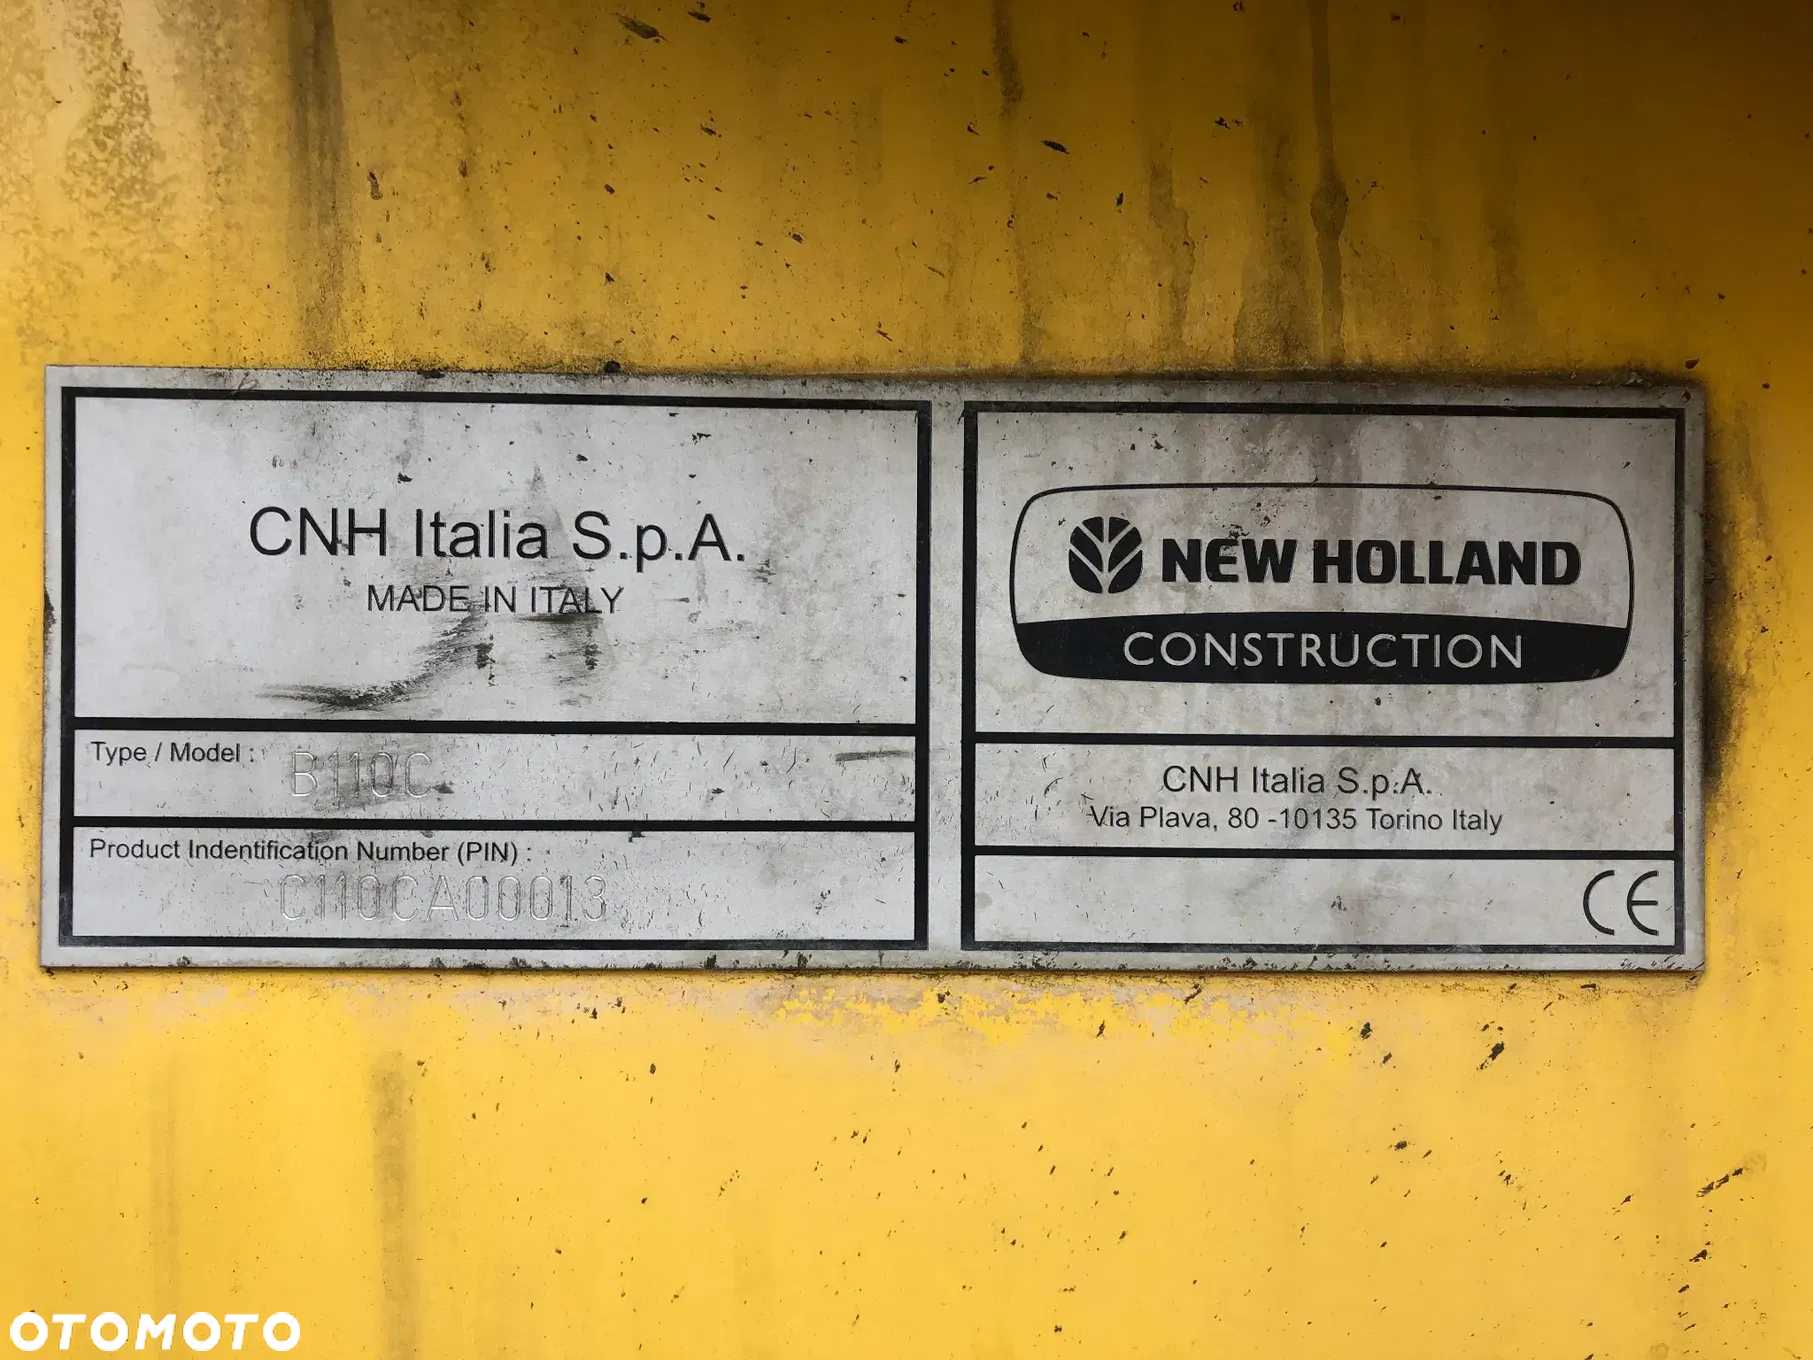 CNH Italia S.p.A.
MADE IN ITALY
Type / Model : B110C
Product Indentification Number (PIN) :
C110CA00013
NEW HOLLAND
CONSTRUCTION
CNH Italia S.p.A.
Via Plava, 80 -10135 Torino Italy
CE
OTOMOTO